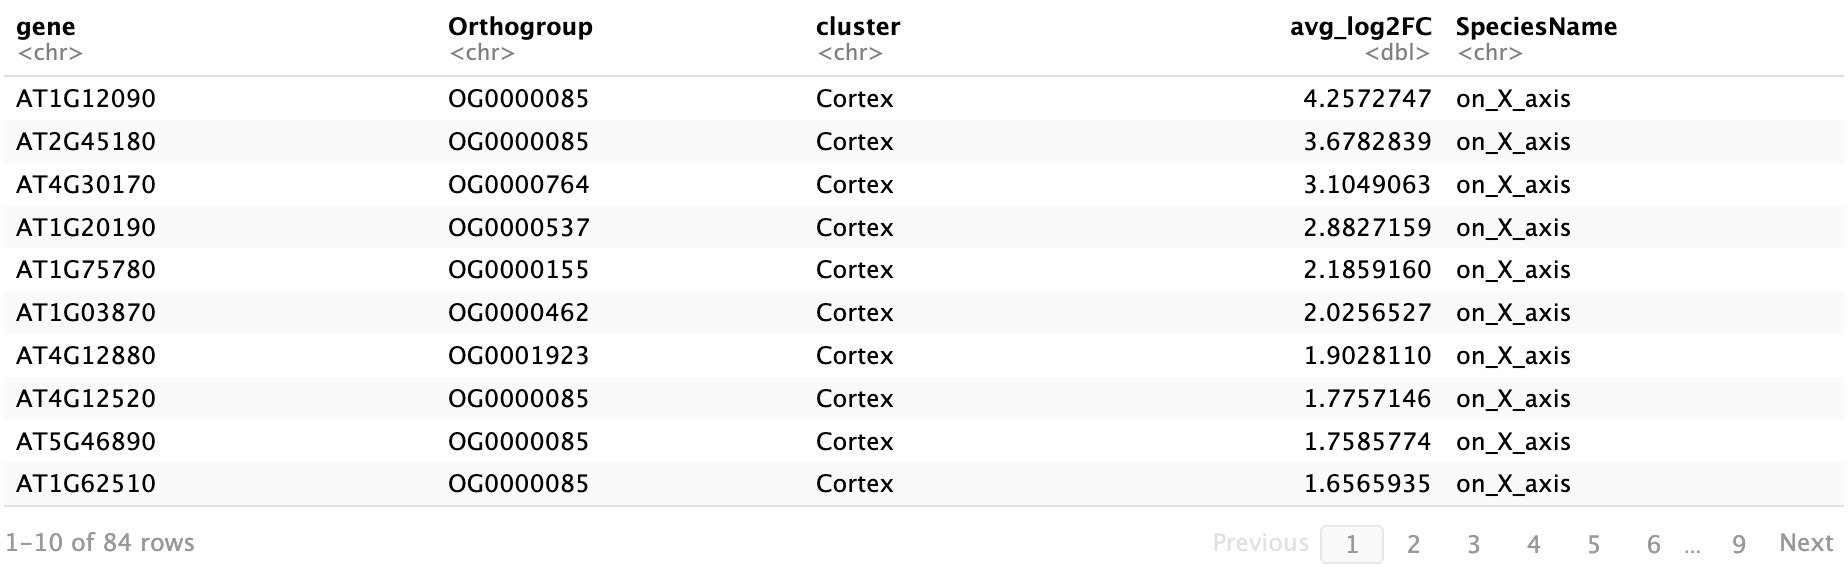 gene Orthogroup cluster avg_log2FC SpeciesName
<chr> <chr> <chr> <dbl> <chr>
AT1G12090 OG0000085 Cortex 4.2572747 on_X_axis
AT2G45180 OG0000085 Cortex 3.6782839 on_X_axis
AT4G30170 OG0000764 Cortex 3.1049063 on_X_axis
AT1G20190 OG0000537 Cortex 2.8827159 on_X_axis
AT1G75780 OG0000155 Cortex 2.1859160 on_X_axis
AT1G03870 OG0000462 Cortex 2.0256527 on_X_axis
AT4G12880 OG0001923 Cortex 1.9028110 on_X_axis
AT4G12520 OG0000085 Cortex 1.7757146 on_X_axis
AT5G46890 OG0000085 Cortex 1.7585774 on_X_axis
AT1G62510 OG0000085 Cortex 1.6565935 on_X_axis
1–10 of 84 rows Previous 1 2 3 4 5 6 ... 9 Next